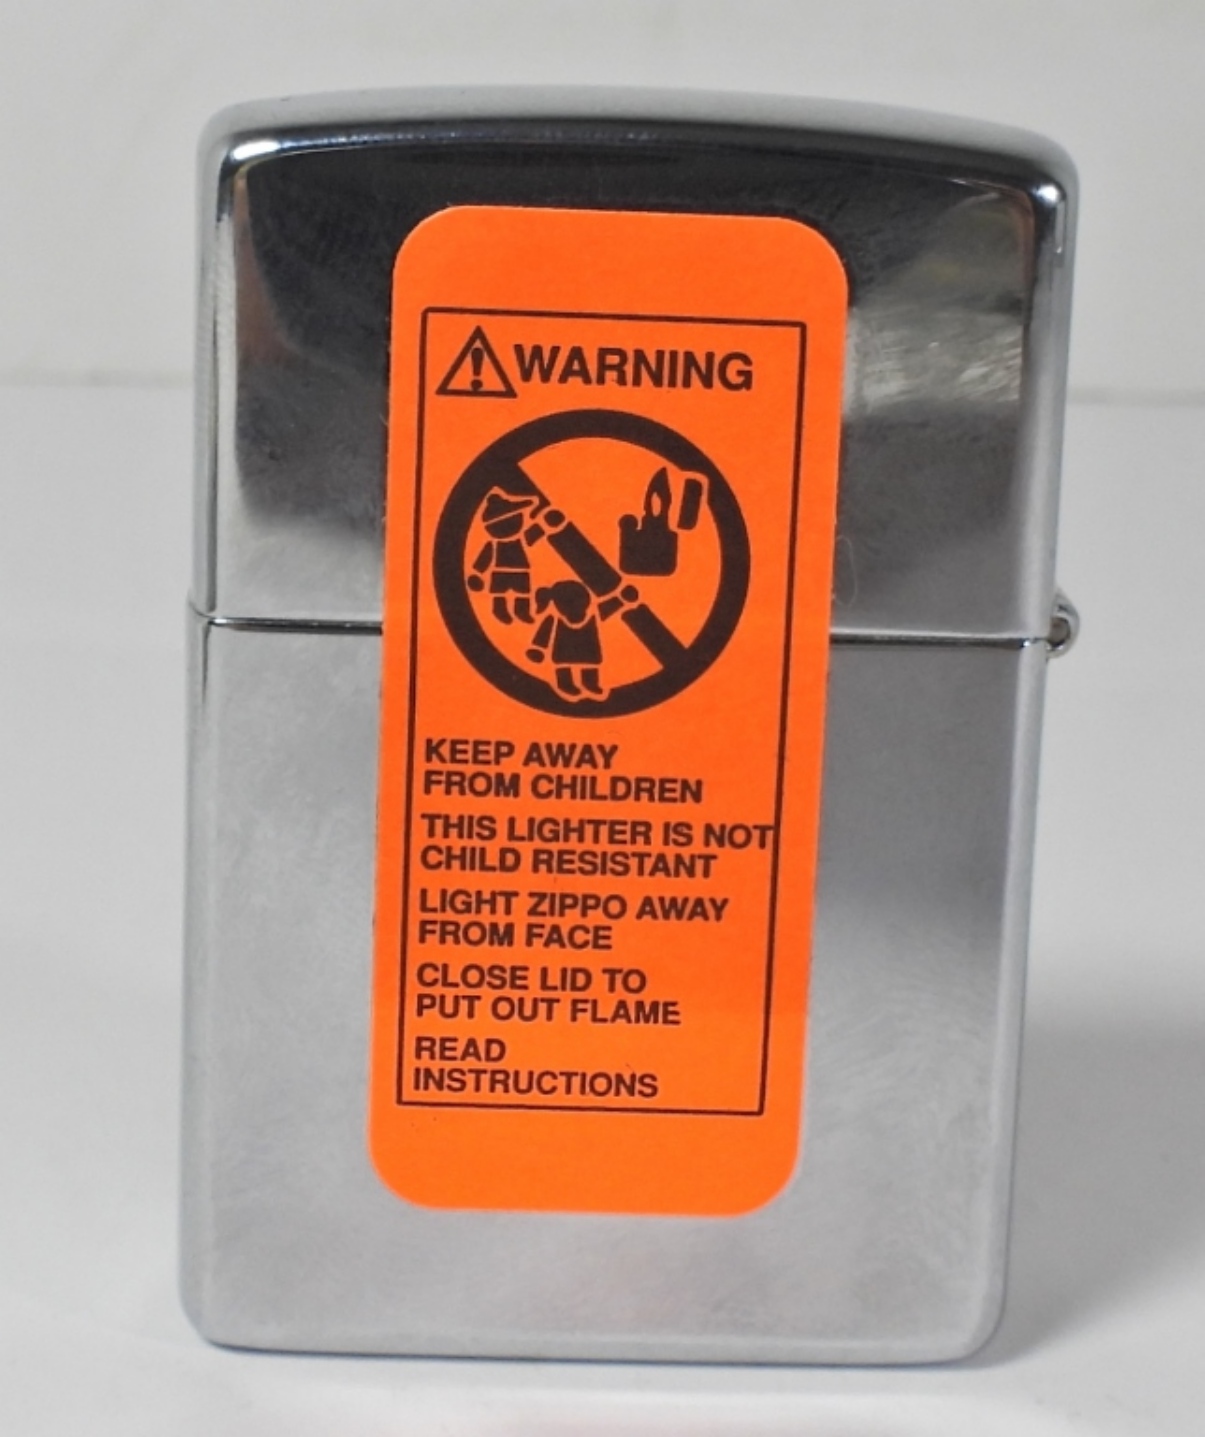 WARNING
KEEP AWAY
FROM CHILDREN
THIS LIGHTER IS NOT
CHILD RESISTANT
LIGHT ZIPPO AWAY
FROM FACE
CLOSE LID TO
PUT OUT FLAME
READ
INSTRUCTIONS